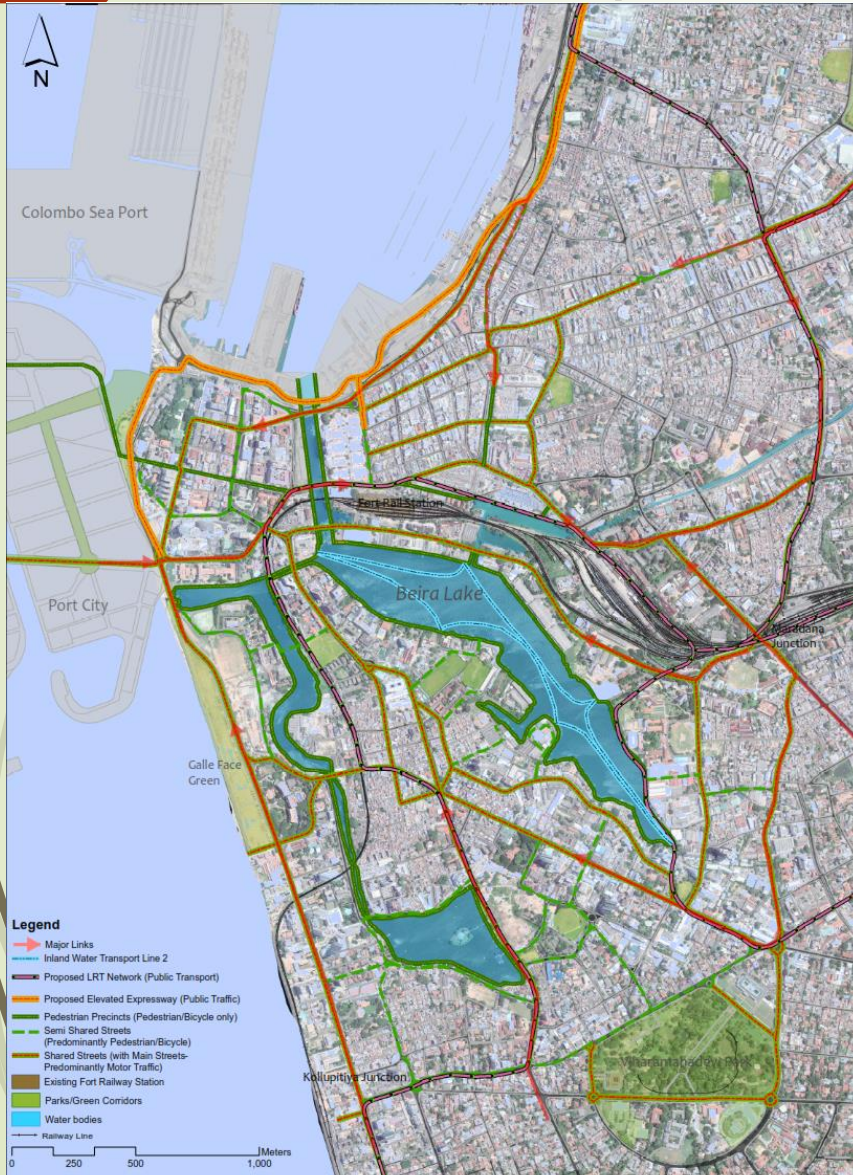 N
Colombo Sea Port
Fort Rail Station
Beira Lake
Port City
Maradana
Junction
Galle Face
Green
Viharamahadevi Park
Kollupitiya Junction
Legend
Major Links
Inland Water Transport Line 2
Proposed LRT Network (Public Transport)
Proposed Elevated Expressway (Public Traffic)
Pedestrian Precincts (Pedestrian/Bicycle only)
Semi Shared Streets
(Predominantly Pedestrian/Bicycle)
Shared Streets (with Main Streets-
Predominantly Motor Traffic)
Existing Fort Railway Station
Parks/Green Corridors
Water bodies
Railway Line
Meters
0 250 500 1,000